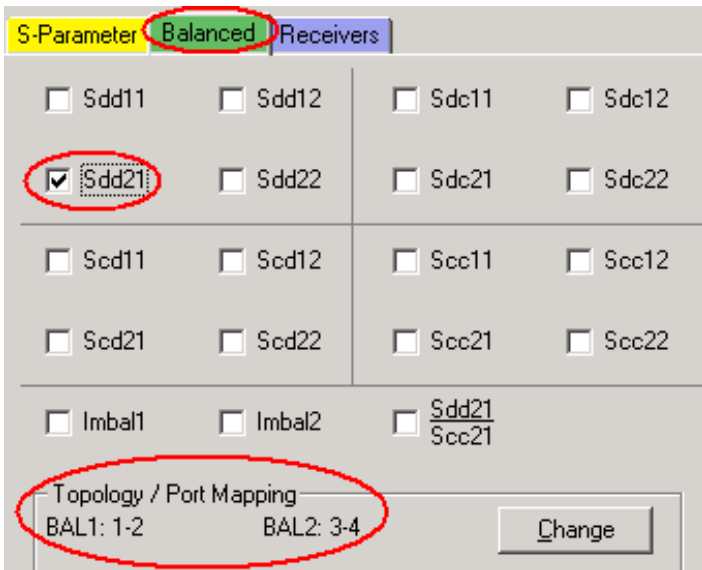 S-Parameter Balanced Receivers
Sdd11 Sdd12 Sdc11 Sdc12
Sdd21 Sdd22 Sdc21 Sdc22
Scd11 Scd12 Scc11 Scc12
Scd21 Scd22 Scc21 Scc22
Imbal1 Imbal2 Sdd21
Scc21
Topology / Port Mapping
BAL1: 1-2 BAL2: 3-4 Change